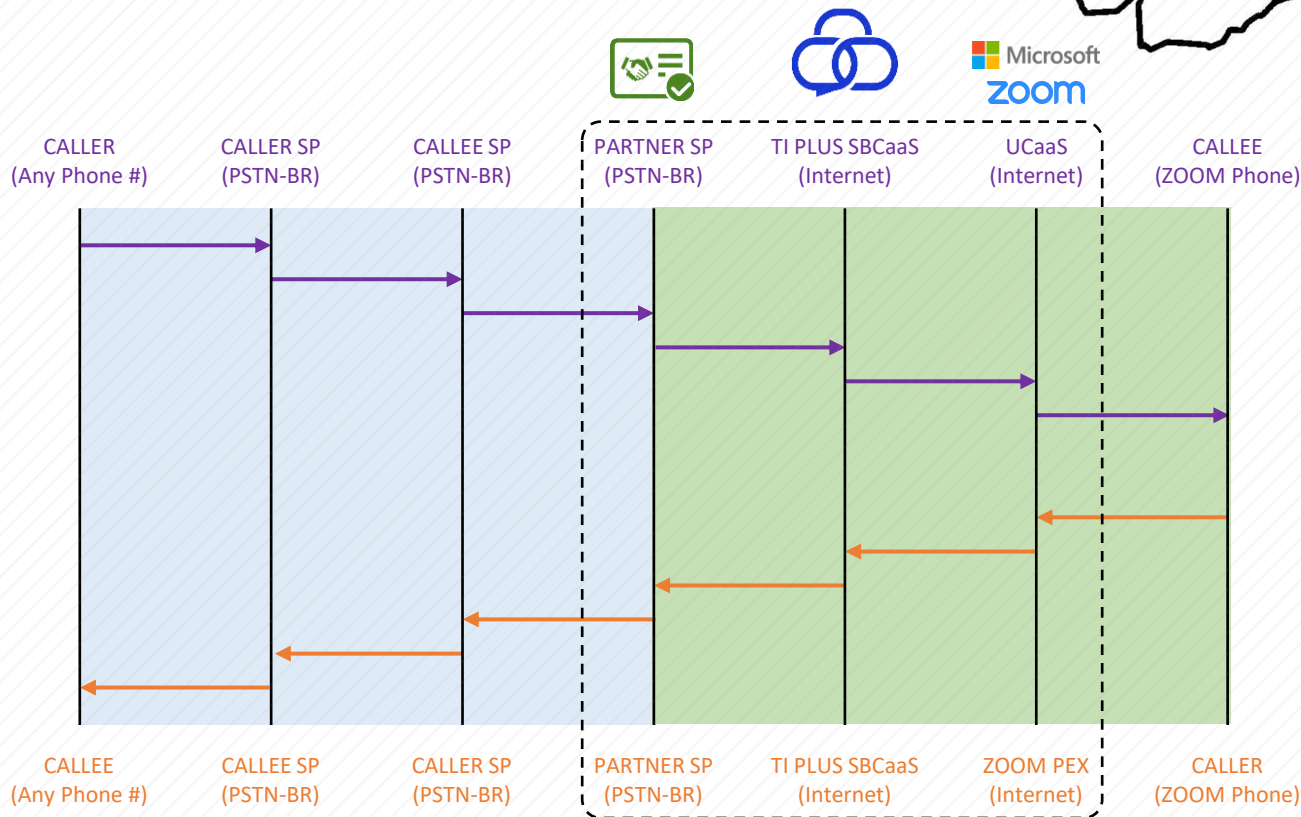 Microsoft
zoom
CALLER
(Any Phone #)
CALLER SP
(PSTN-BR)
CALLEE SP
(PSTN-BR)
PARTNER SP
(PSTN-BR)
TI PLUS SBCaaS
(Internet)
UCaaS
(Internet)
CALLEE
(ZOOM Phone)
CALLEE
(Any Phone #)
CALLEE SP
(PSTN-BR)
CALLER SP
(PSTN-BR)
PARTNER SP
(PSTN-BR)
TI PLUS SBCaaS
(Internet)
ZOOM PEX
(Internet)
CALLER
(ZOOM Phone)